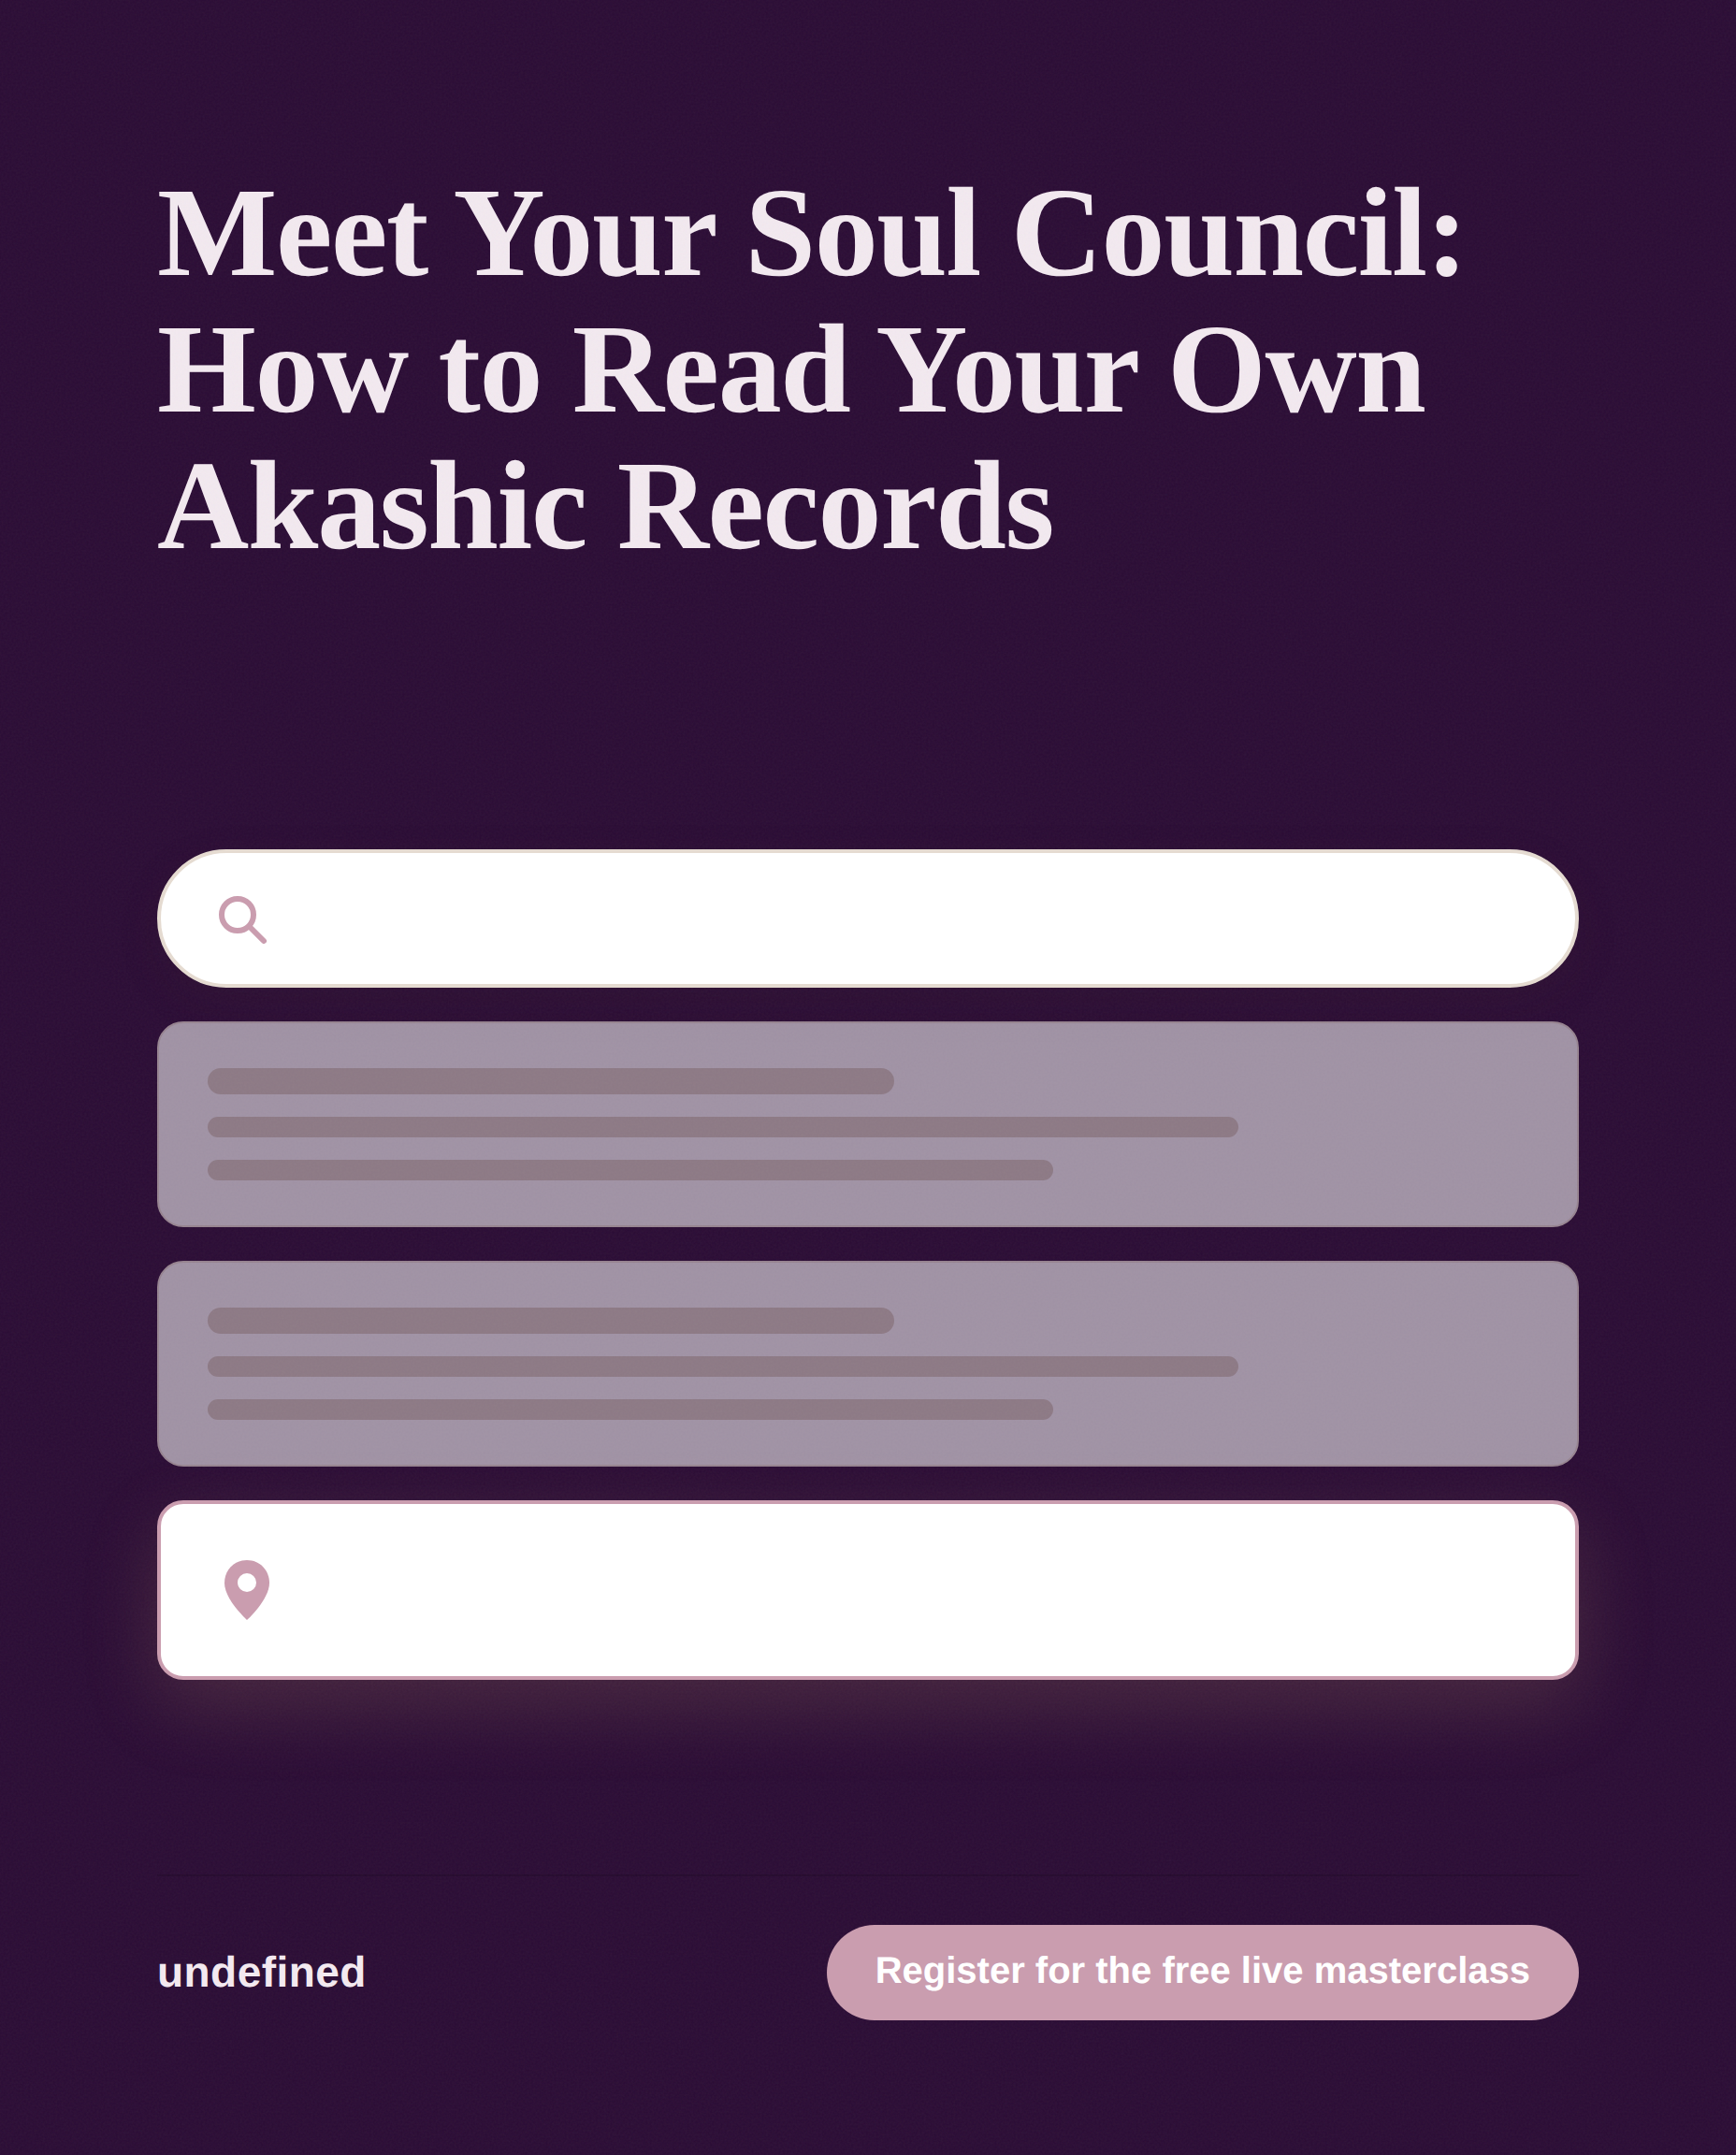 Meet Your Soul Council:
How to Read Your Own
Akashic Records
undefined
Register for the free live masterclass